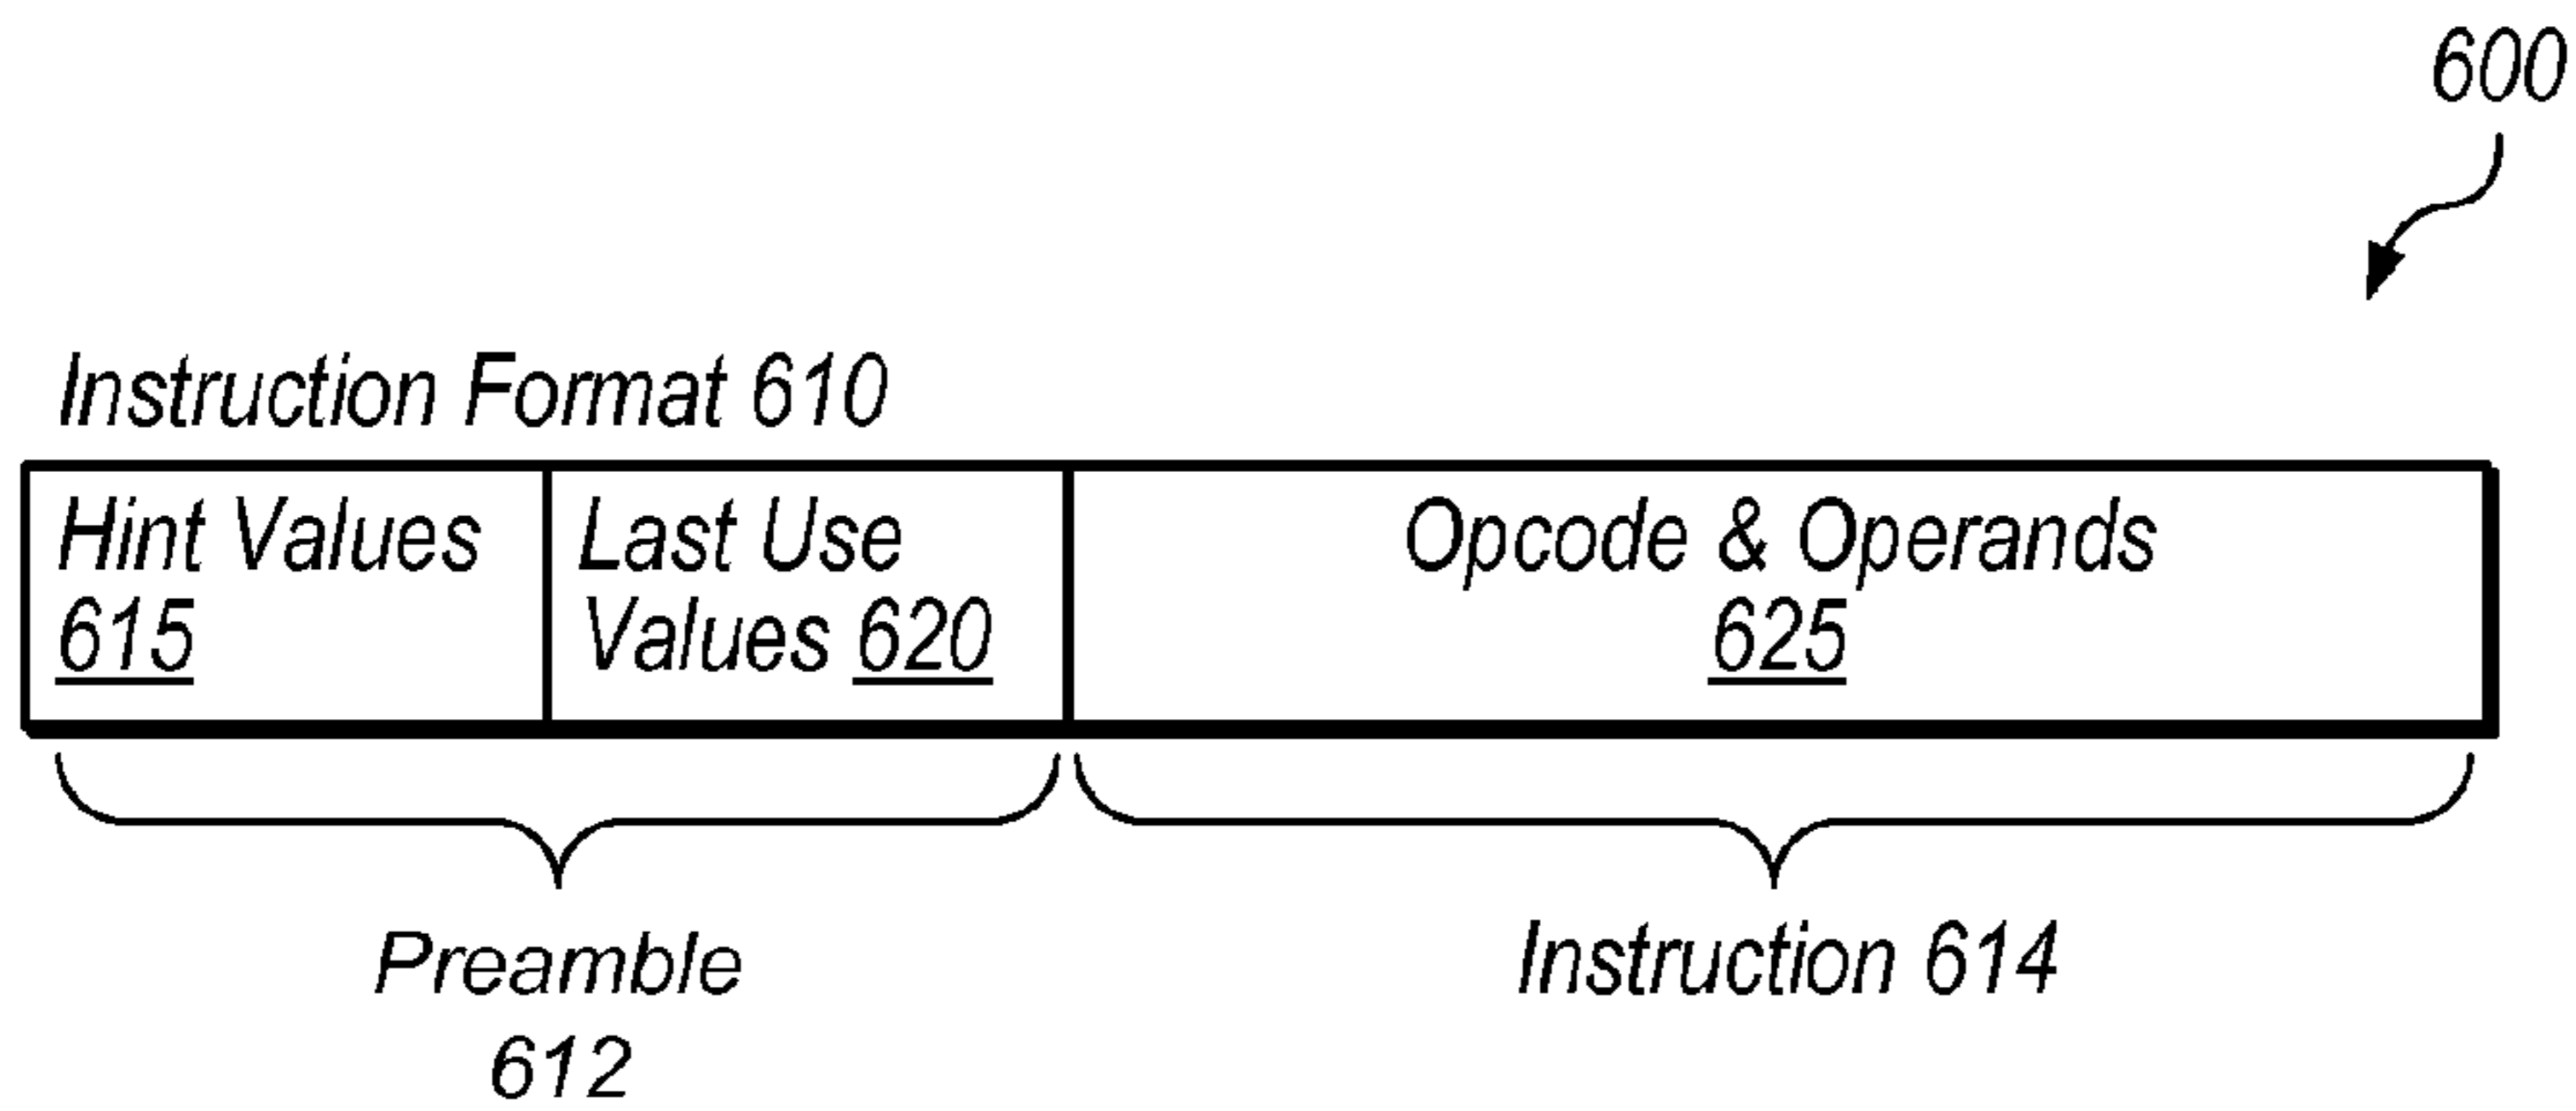 600
Instruction Format 610
Hint Values
615
Last Use
Values 620
Opcode & Operands
625
Preamble
612
Instruction 614